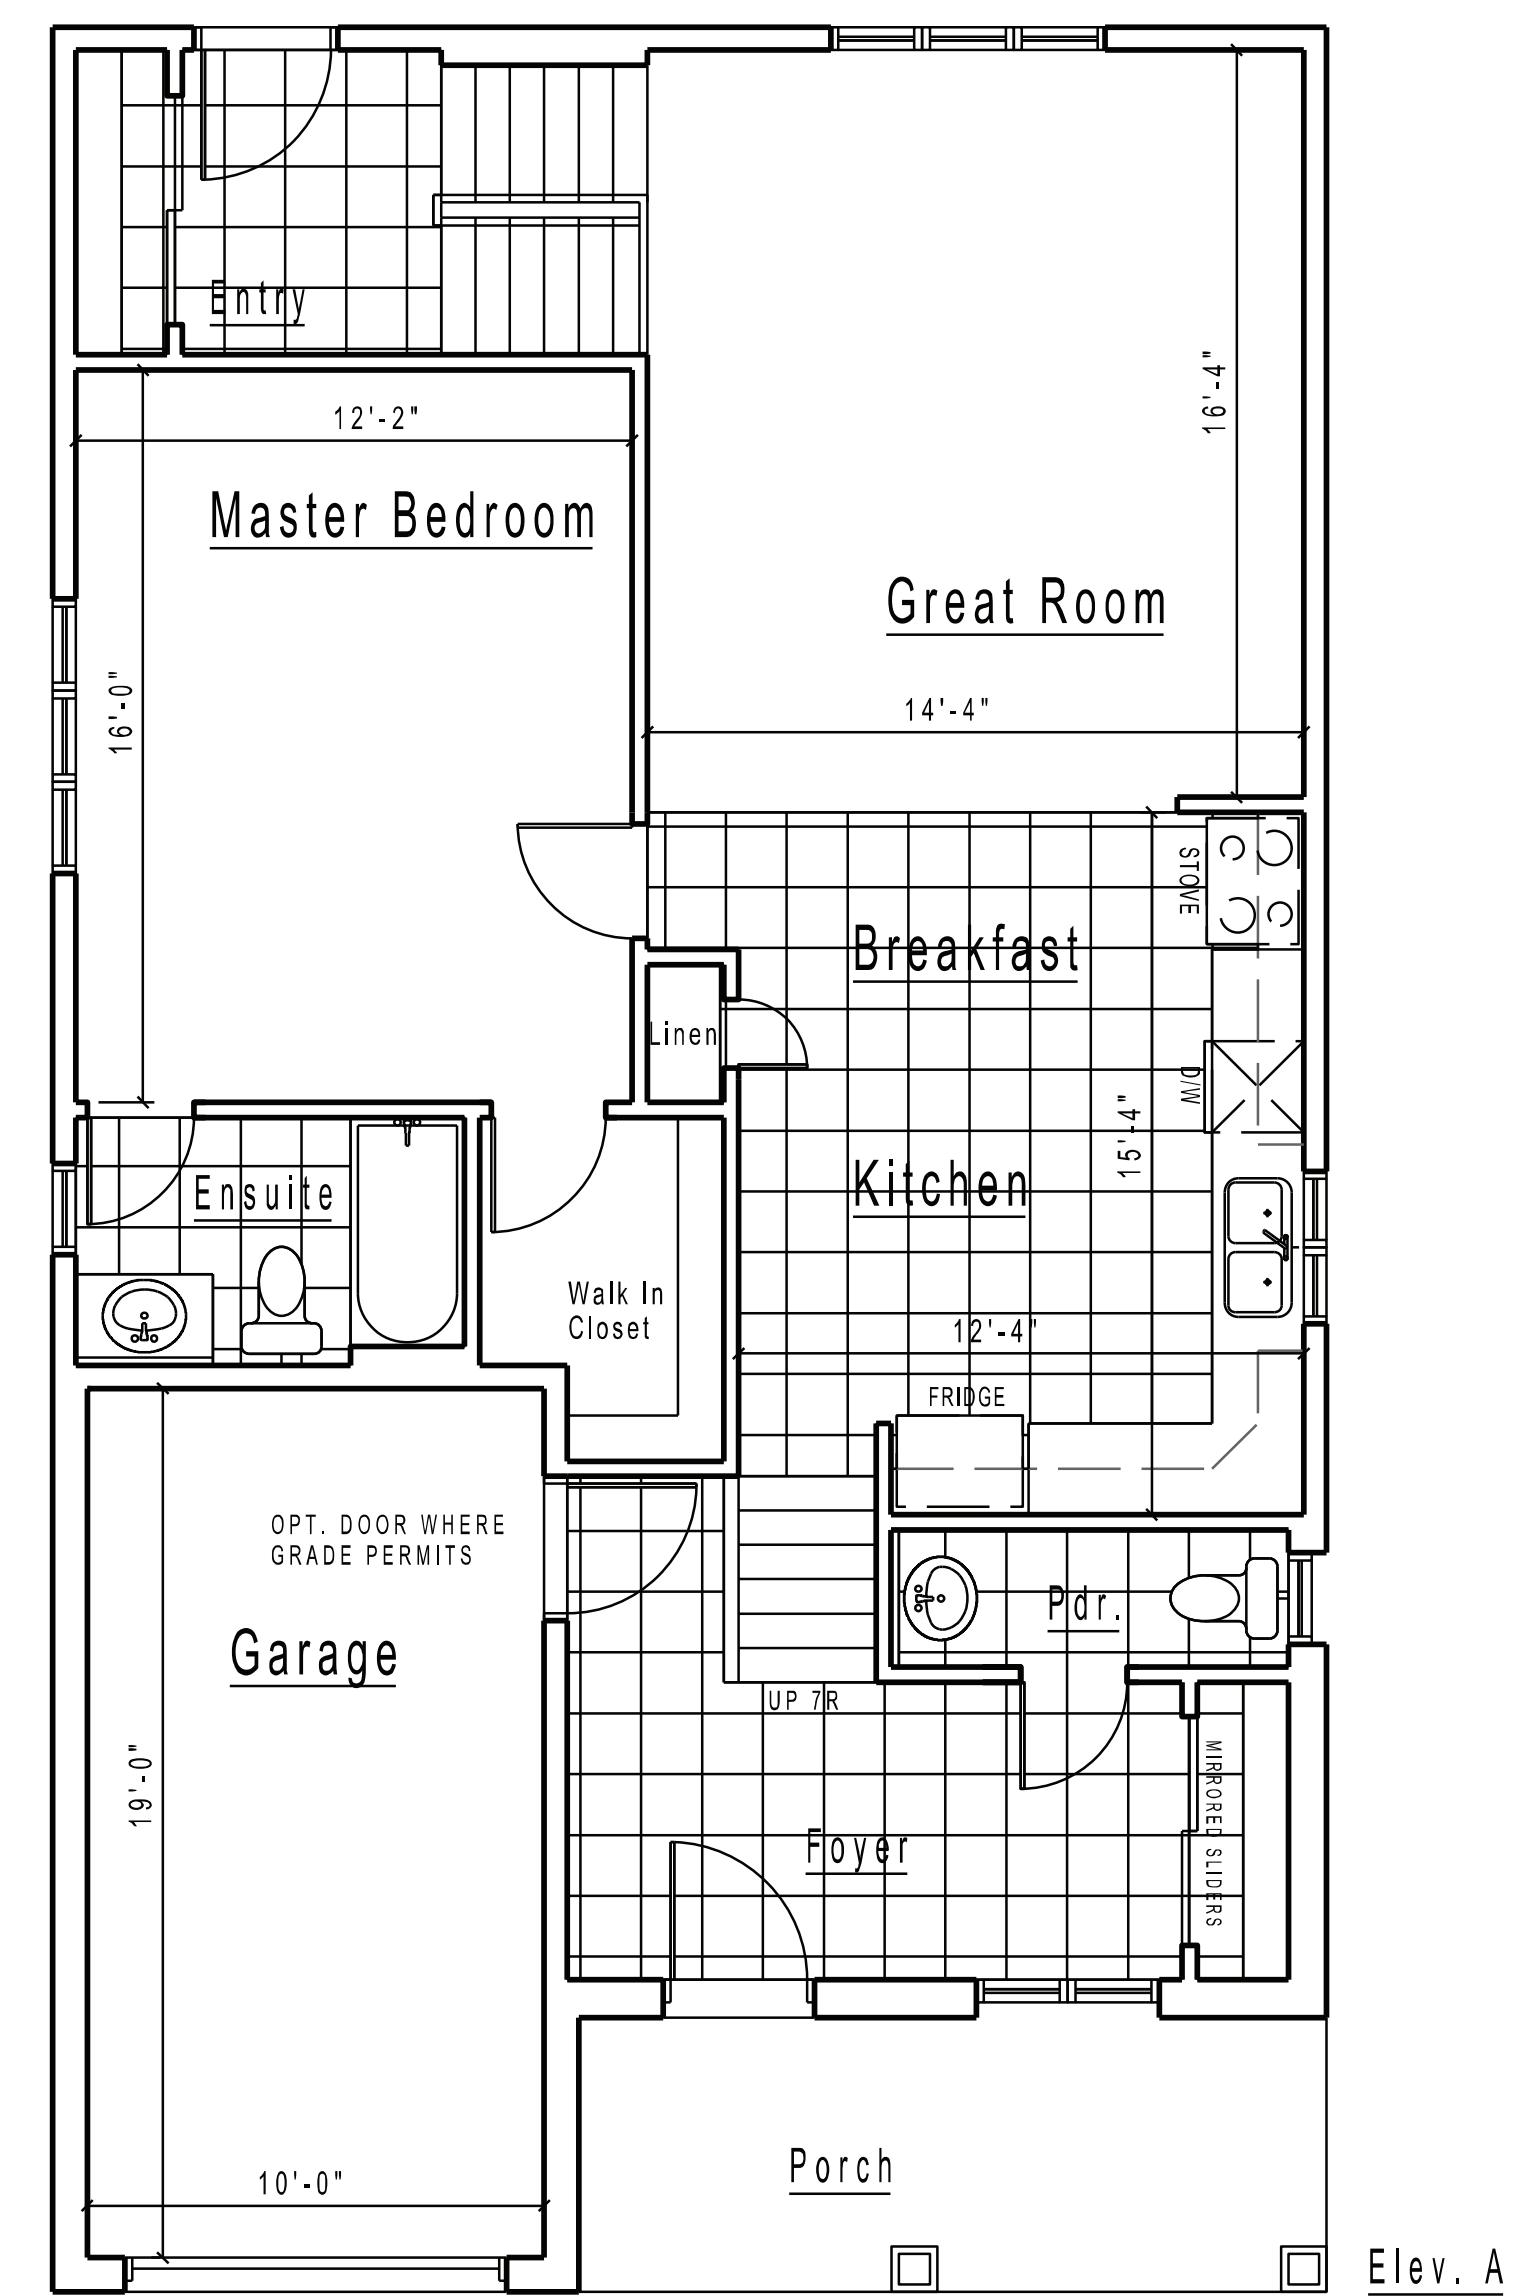 Entry
12'-2"
16'-4"
Master Bedroom
Great Room
16'-0"
14'-4"
STOVE
Breakfast
Linen
D/W
15'-4"
Kitchen
Ensuite
Walk In
Closet
12'-4"
FRIDGE
OPT. DOOR WHERE
GRADE PERMITS
Pdr.
Garage
UP 7R
MIRRORED SLIDERS
19'-0"
Foyer
Porch
10'-0"
Elev. A